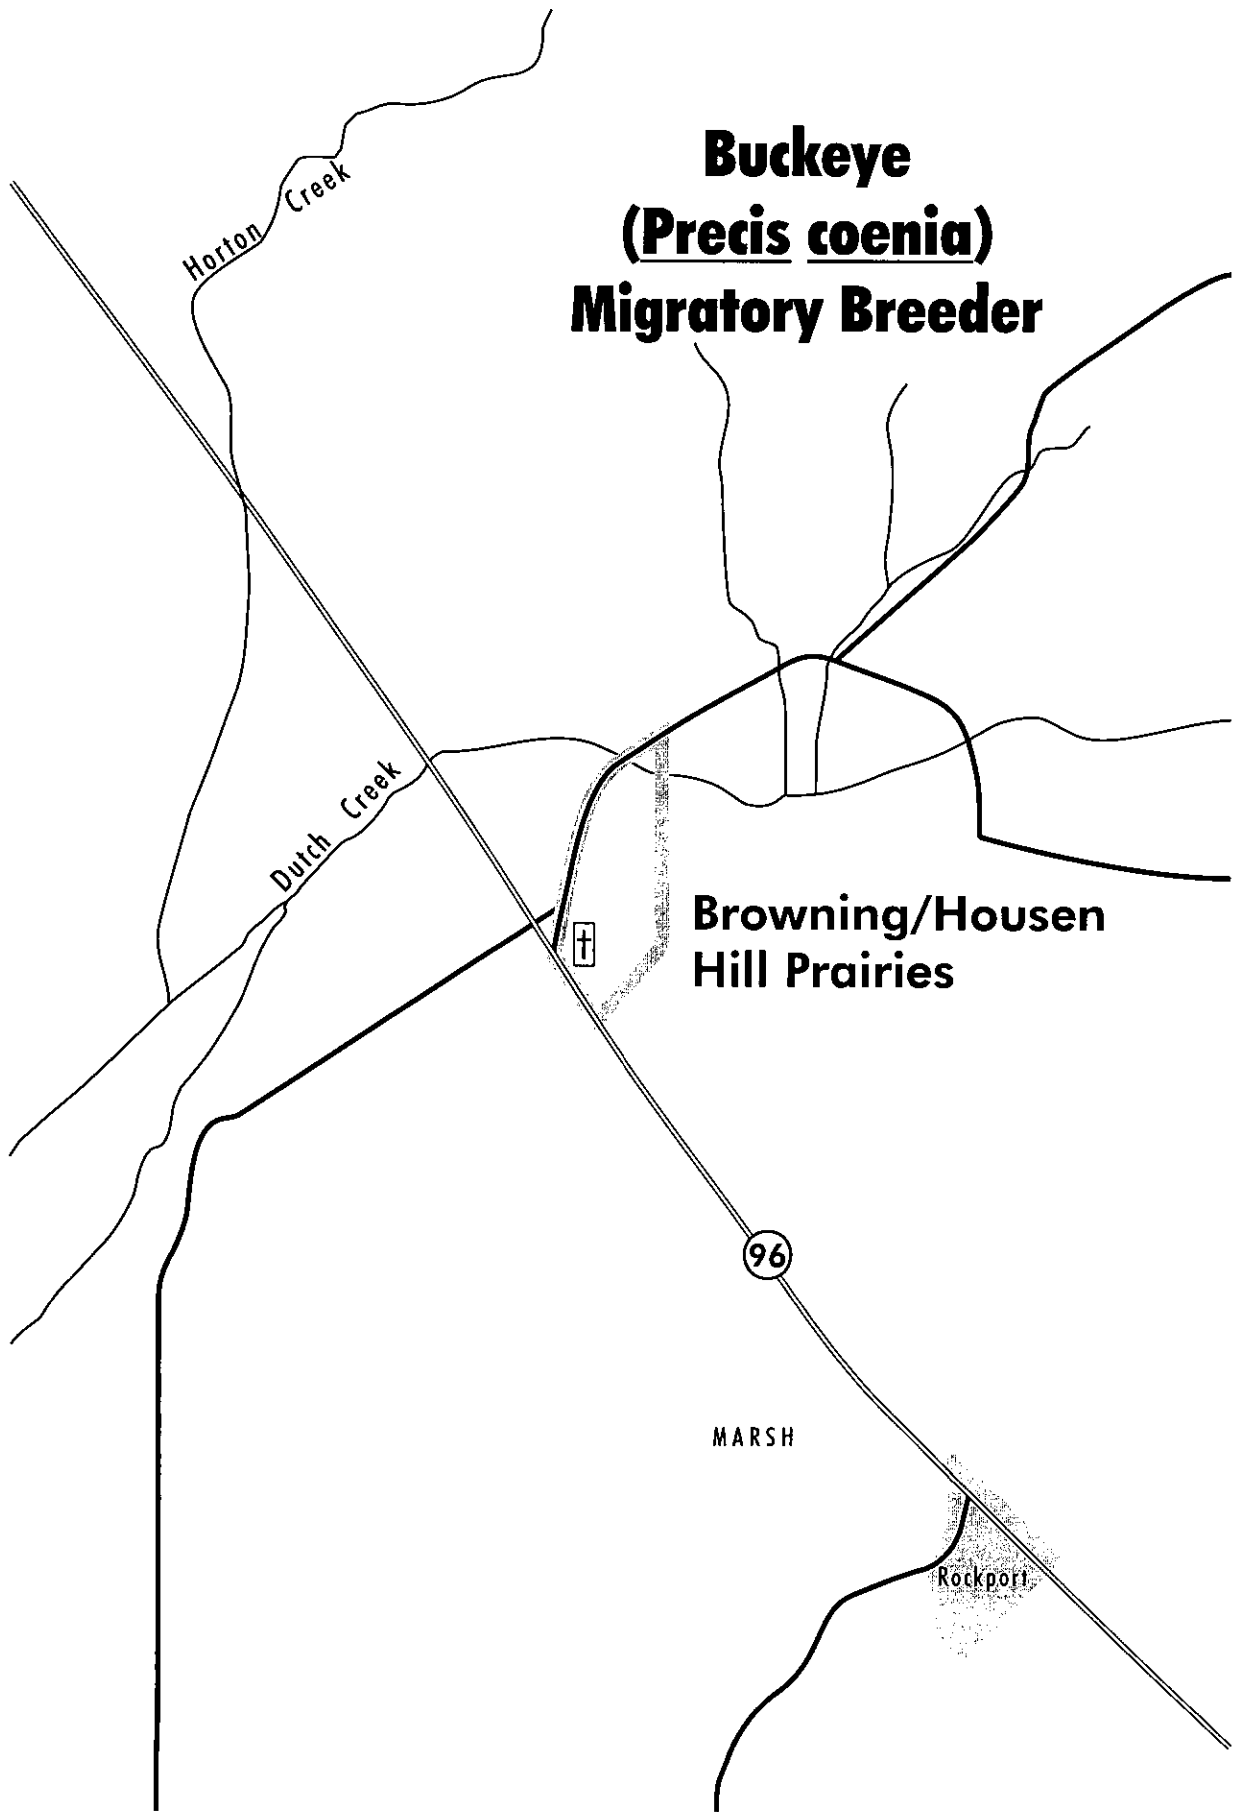 Buckeye
(Precis coenia)
Migratory Breeder
Horton Creek
Dutch Creek
Browning/Housen
Hill Prairies
96
MARSH
Rockport